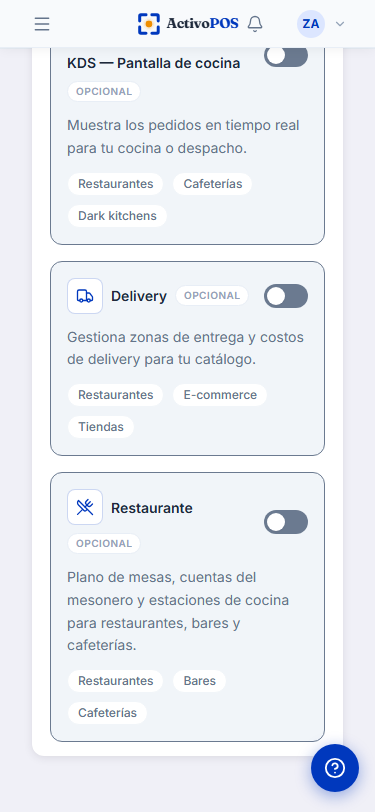 ActivoPOS
ZA
KDS — Pantalla de cocina
OPCIONAL
Muestra los pedidos en tiempo real
para tu cocina o despacho.
Restaurantes
Cafeterías
Dark kitchens
Delivery
OPCIONAL
Gestiona zonas de entrega y costos
de delivery para tu catálogo.
Restaurantes
E-commerce
Tiendas
Restaurante
OPCIONAL
Plano de mesas, cuentas del
mesonero y estaciones de cocina
para restaurantes, bares y
cafeterías.
Restaurantes
Bares
Cafeterías